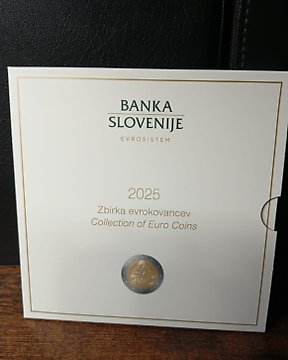 BANKA
SLOVENIJE
EVROSISTEM
2025
Zbirka evrokovancev
Collection of Euro Coins